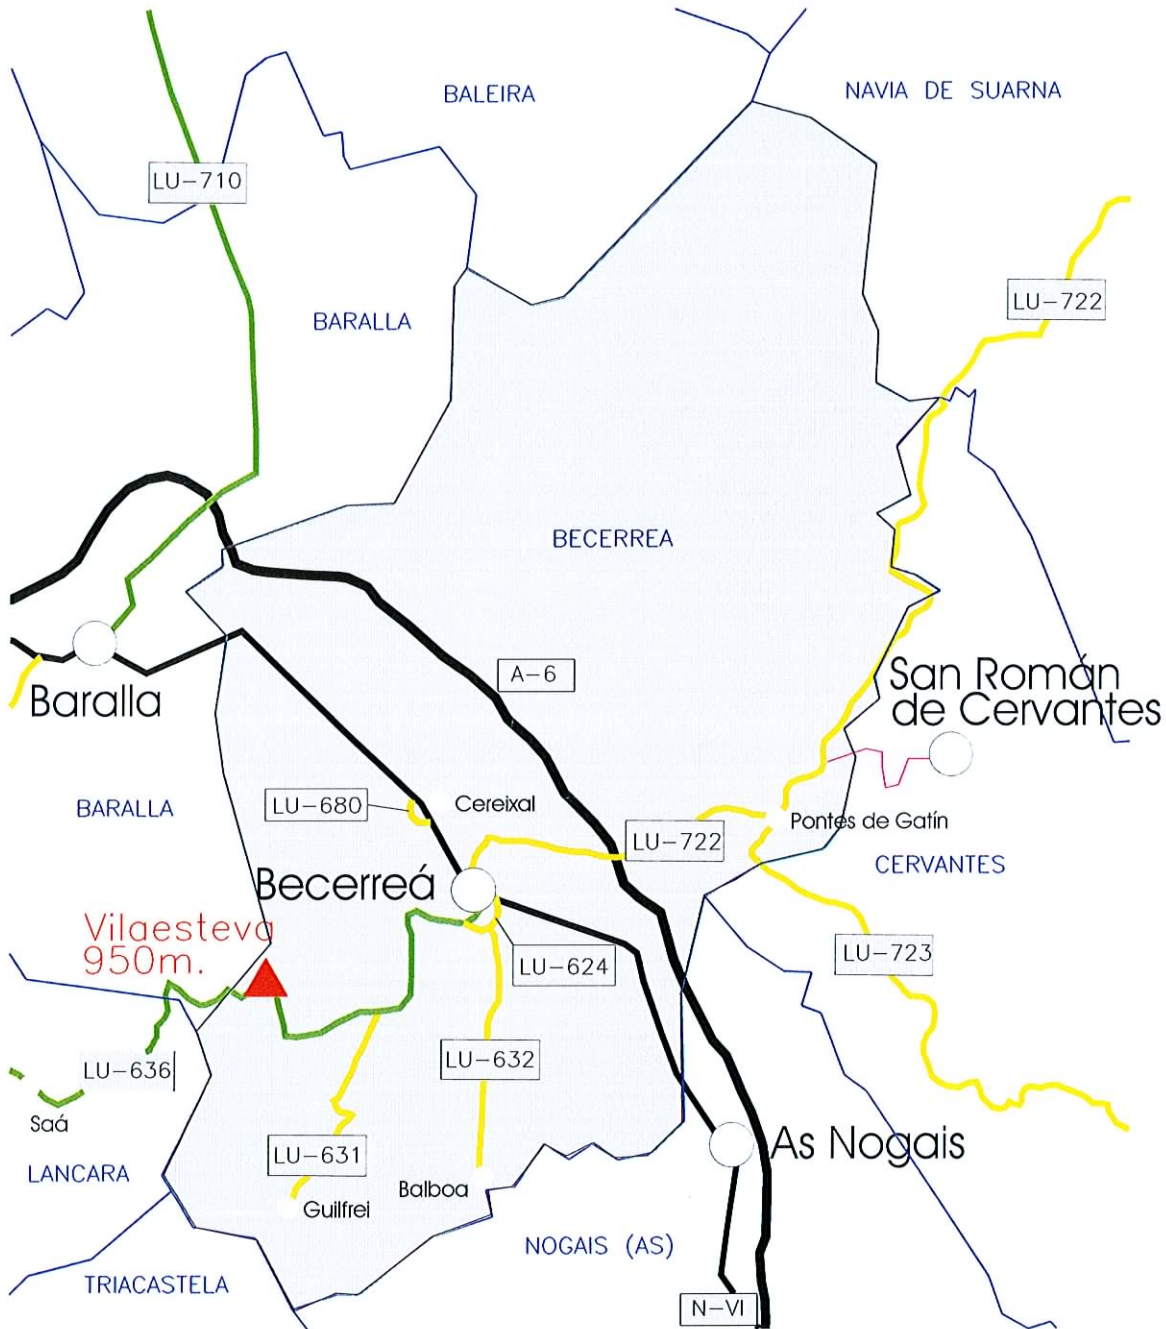 BALEIRA
NAVIA DE SUARNA
LU-710
LU-722
BARALLA
BECERREA
A-6
San Román
de Cervantes
Baralla
BARALLA
LU-680
Cereixal
LU-722
Pontes de Gatín
CERVANTES
Becerreá
Vilaesteva
950m.
LU-624
LU-723
LU-636
LU-632
Saá
As Nogais
LU-631
LANCARA
Balboa
Guilfrei
NOGAIS (AS)
TRIACASTELA
N-VI